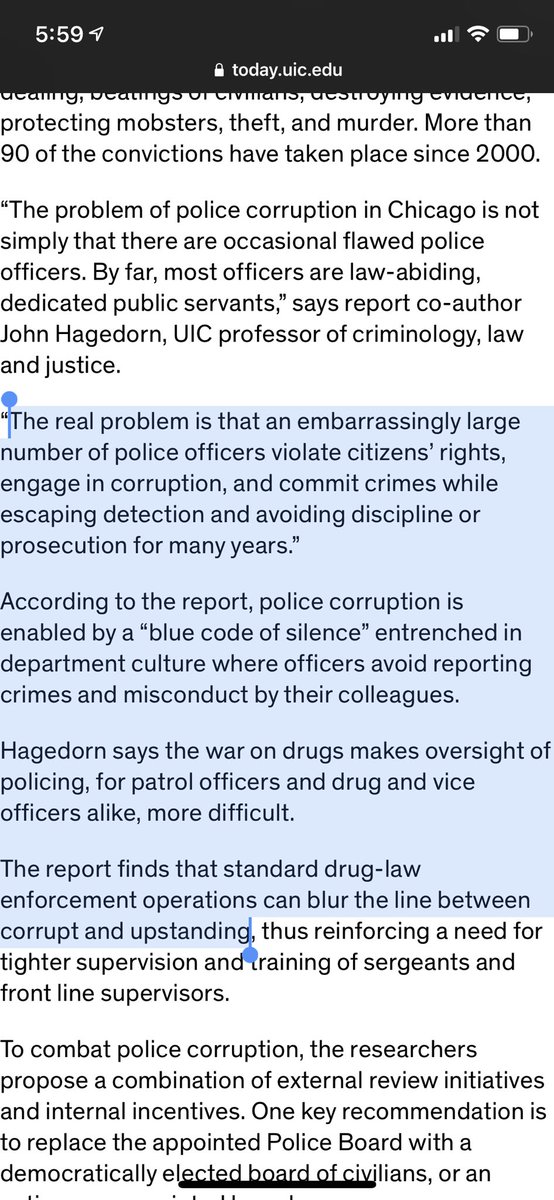 5:59
today.uic.edu
dealing, beatings of civilians, destroying evidence,
protecting mobsters, theft, and murder. More than
90 of the convictions have taken place since 2000.
“The problem of police corruption in Chicago is not
simply that there are occasional flawed police
officers. By far, most officers are law-abiding,
dedicated public servants,” says report co-author
John Hagedorn, UIC professor of criminology, law
and justice.
“The real problem is that an embarrassingly large
number of police officers violate citizens’ rights,
engage in corruption, and commit crimes while
escaping detection and avoiding discipline or
prosecution for many years.”
According to the report, police corruption is
enabled by a “blue code of silence” entrenched in
department culture where officers avoid reporting
crimes and misconduct by their colleagues.
Hagedorn says the war on drugs makes oversight of
policing, for patrol officers and drug and vice
officers alike, more difficult.
The report finds that standard drug-law
enforcement operations can blur the line between
corrupt and upstanding, thus reinforcing a need for
tighter supervision and training of sergeants and
front line supervisors.
To combat police corruption, the researchers
propose a combination of external review initiatives
and internal incentives. One key recommendation is
to replace the appointed Police Board with a
democratically elected board of civilians, or an